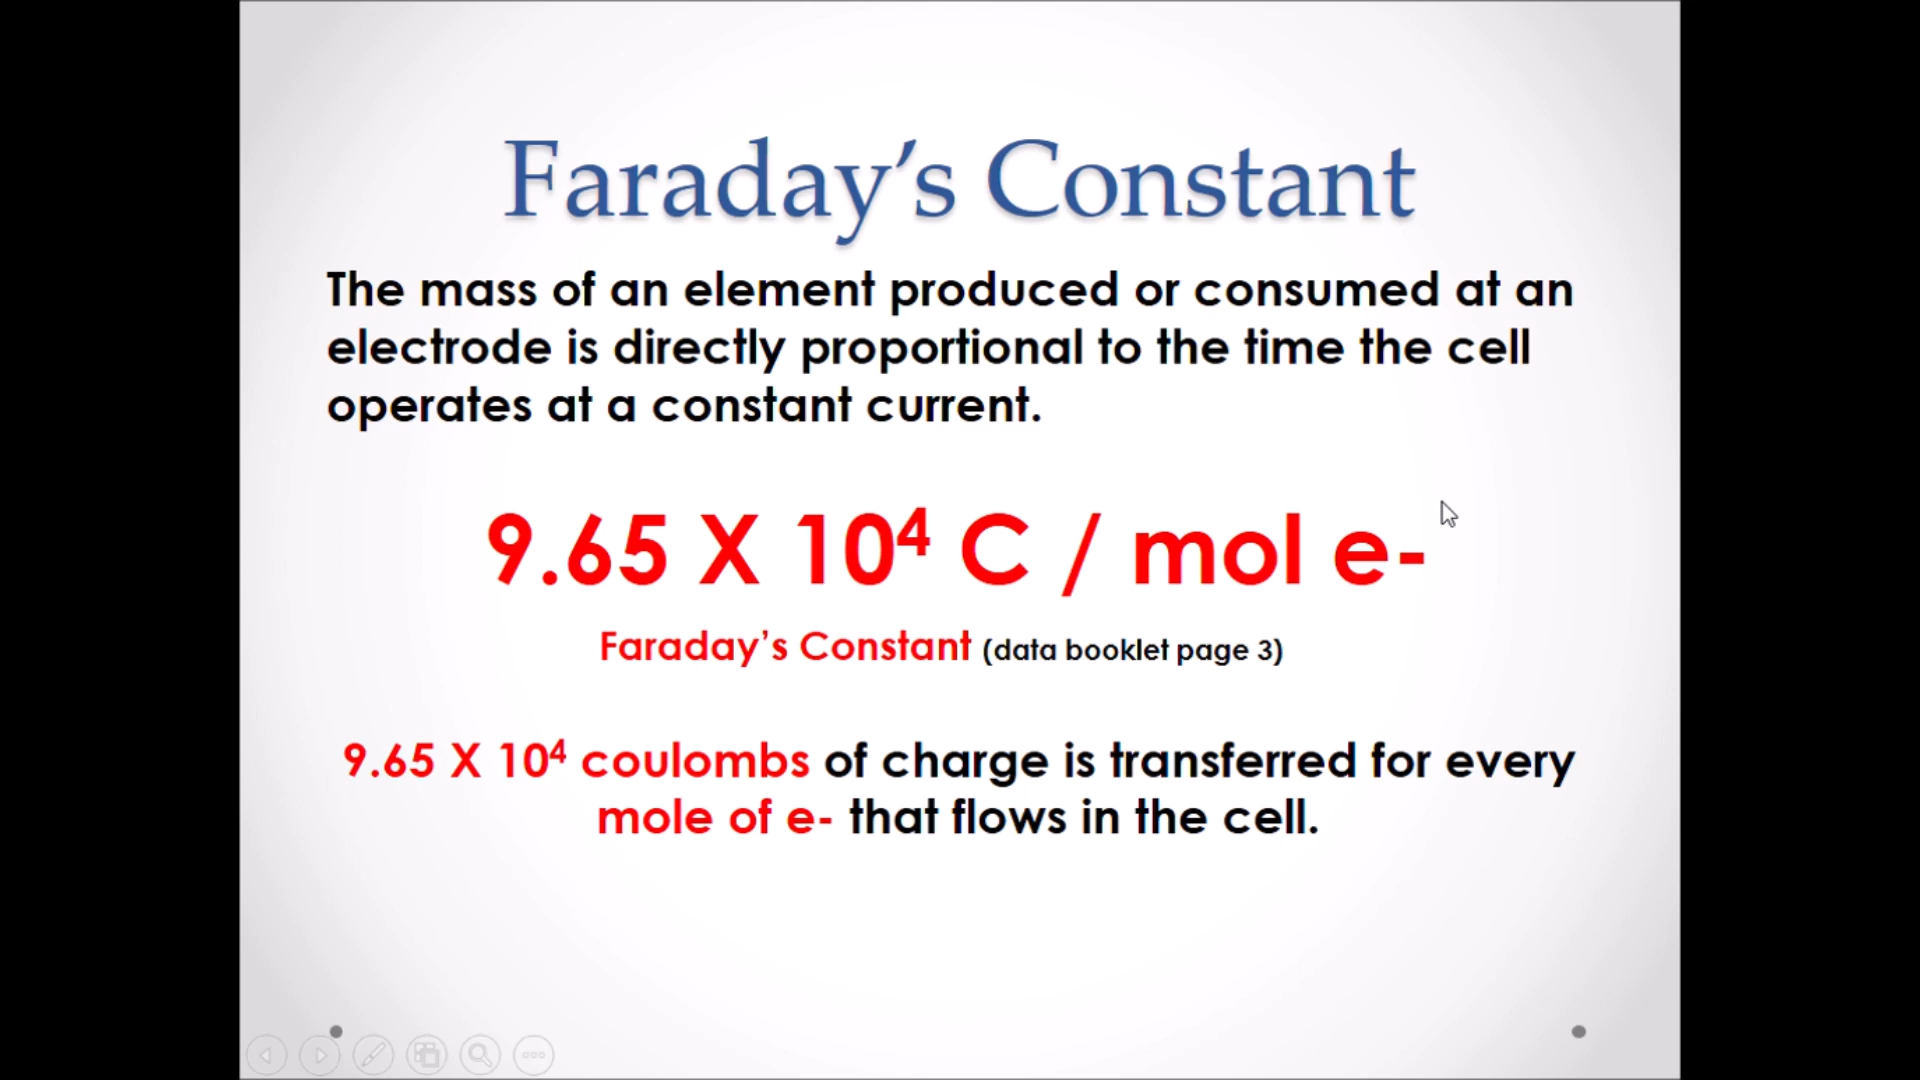 Faraday’s Constant
The mass of an element produced or consumed at an
electrode is directly proportional to the time the cell
operates at a constant current.
9.65 X 10⁴ C / mol e-
Faraday’s Constant (data booklet page 3)
9.65 X 10⁴ coulombs of charge is transferred for every
mole of e- that flows in the cell.